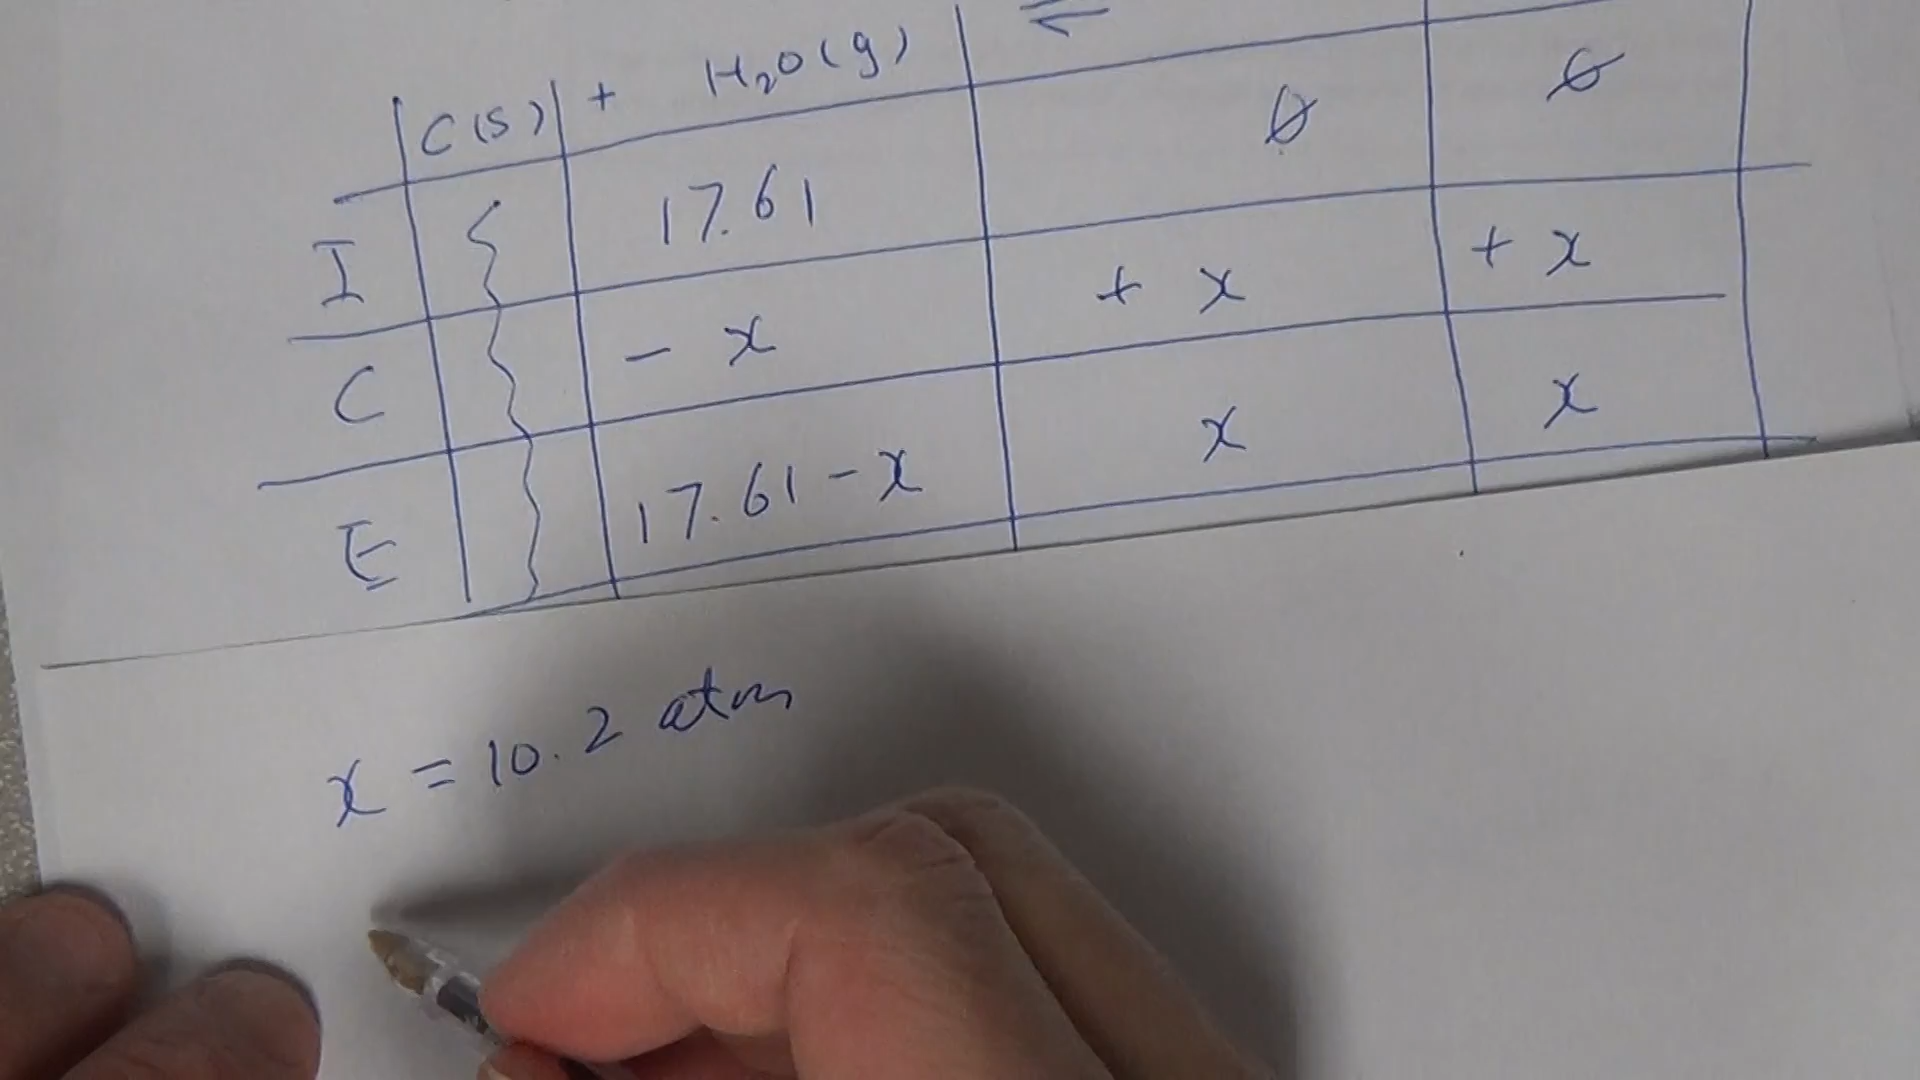 C(s) + H₂O(g) ⇌
I 17.61 0 0
C - x + x + x
E 17.61 - x x x
x = 10.2 atm